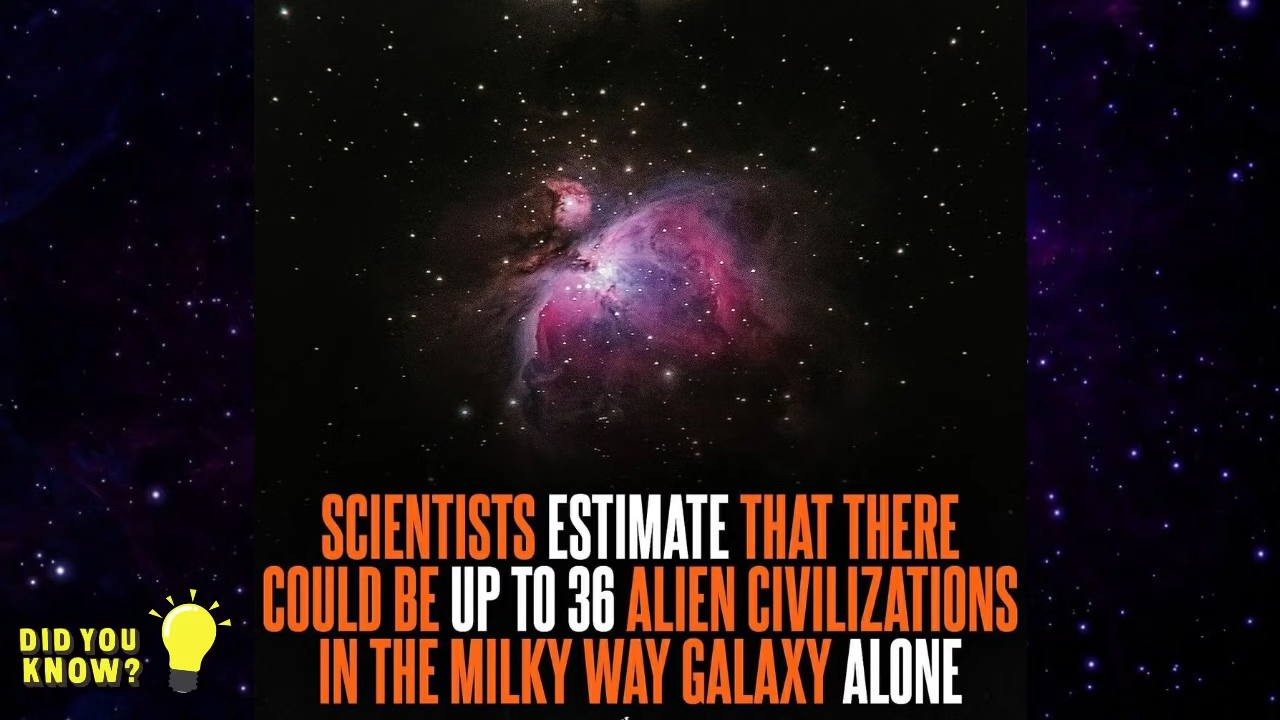 SCIENTISTS ESTIMATE THAT THERE
COULD BE UP TO 36 ALIEN CIVILIZATIONS
IN THE MILKY WAY GALAXY ALONE
DID YOU
KNOW?